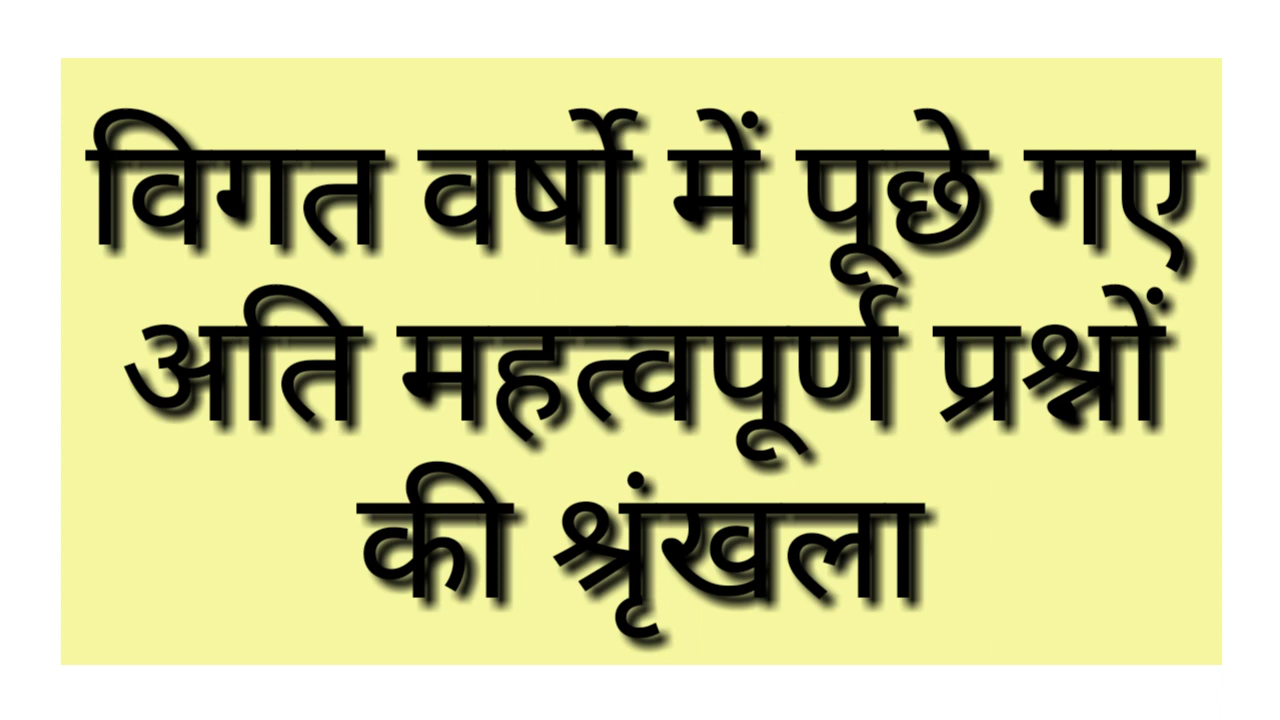 विगत वर्षो में पूछे गए
अति महत्वपूर्ण प्रश्नों
की श्रृंखला